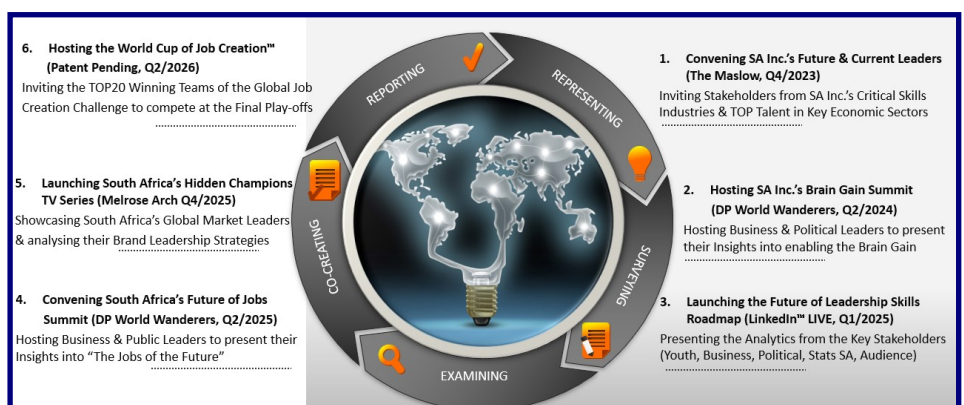 1. Convening SA Inc.'s Future & Current Leaders
(The Maslow, Q4/2023)
Inviting Stakeholders from SA Inc.'s Critical Skills
Industries & TOP Talent in Key Economic Sectors
2. Hosting SA Inc.'s Brain Gain Summit
(DP World Wanderers, Q2/2024)
Hosting Business & Political Leaders to present
their Insights into enabling the Brain Gain
3. Launching the Future of Leadership Skills
Roadmap (LinkedIn™ LIVE, Q1/2025)
Presenting the Analytics from the Key Stakeholders
(Youth, Business, Political, Stats SA, Audience)
4. Convening South Africa's Future of Jobs
Summit (DP World Wanderers, Q2/2025)
Hosting Business & Public Leaders to present their
Insights into "The Jobs of the Future"
5. Launching South Africa's Hidden Champions
TV Series (Melrose Arch Q4/2025)
Showcasing South Africa's Global Market Leaders
& analysing their Brand Leadership Strategies
6. Hosting the World Cup of Job Creation™
(Patent Pending, Q2/2026)
Inviting the TOP20 Winning Teams of the Global Job
Creation Challenge to compete at the Final Play-offs
REPRESENTING
SURVEYING
EXAMINING
CO-CREATING
REPORTING